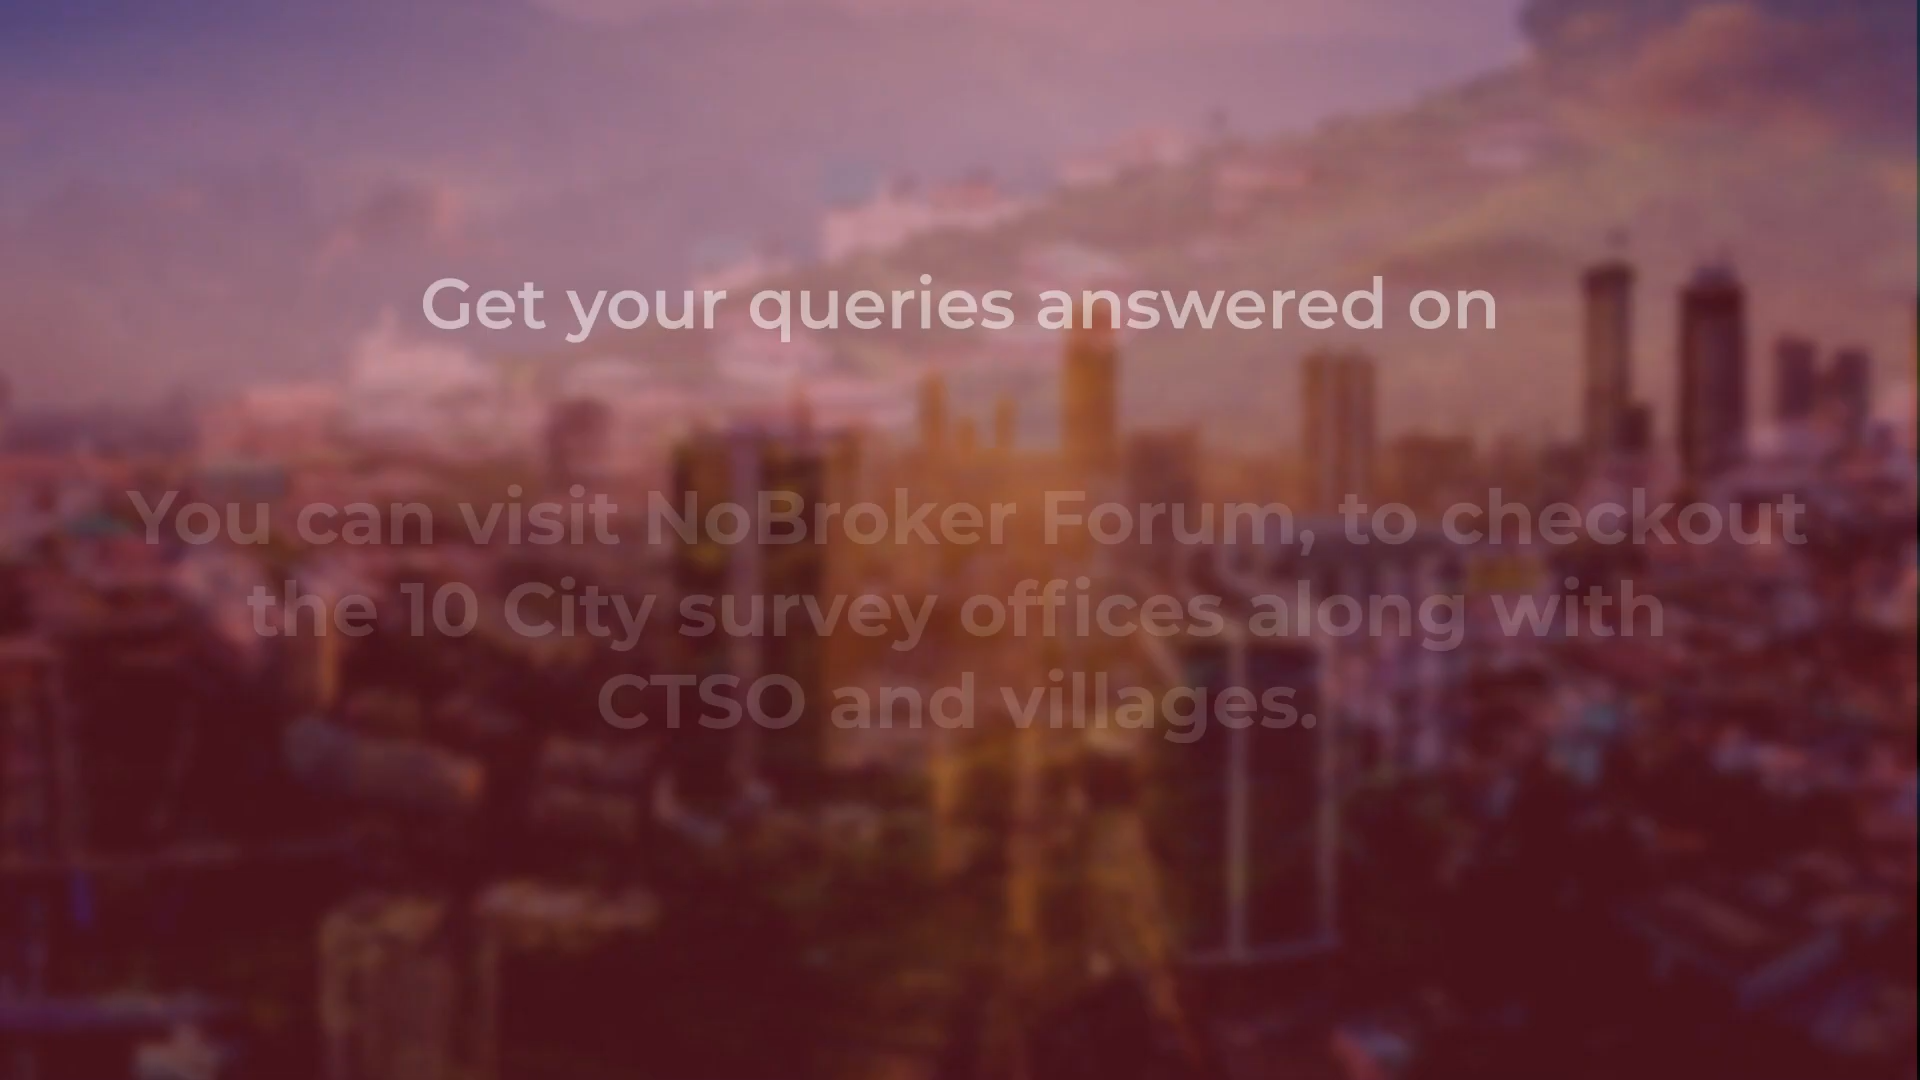 Get your queries answered on
You can visit NoBroker Forum, to checkout
the 10 City survey offices along with
CTSO and villages.